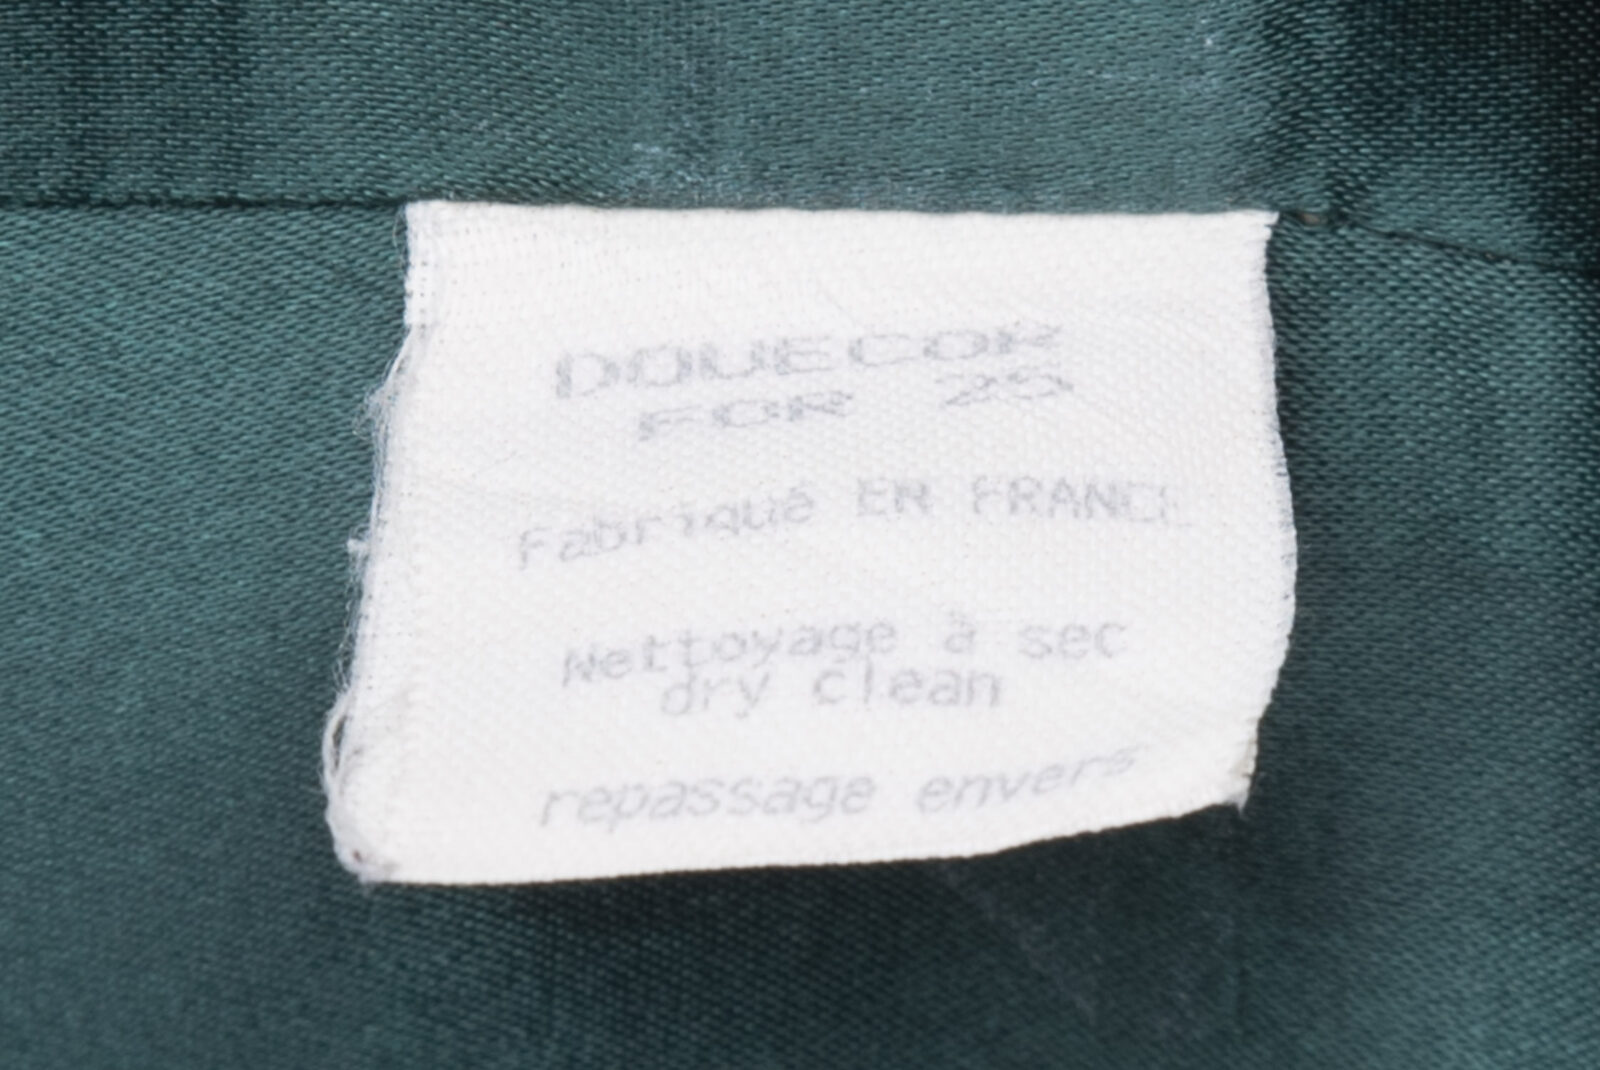 DOUECOR
FOR 25
Fabriqué EN FRANCE
Nettoyage à sec
dry clean
repassage envers